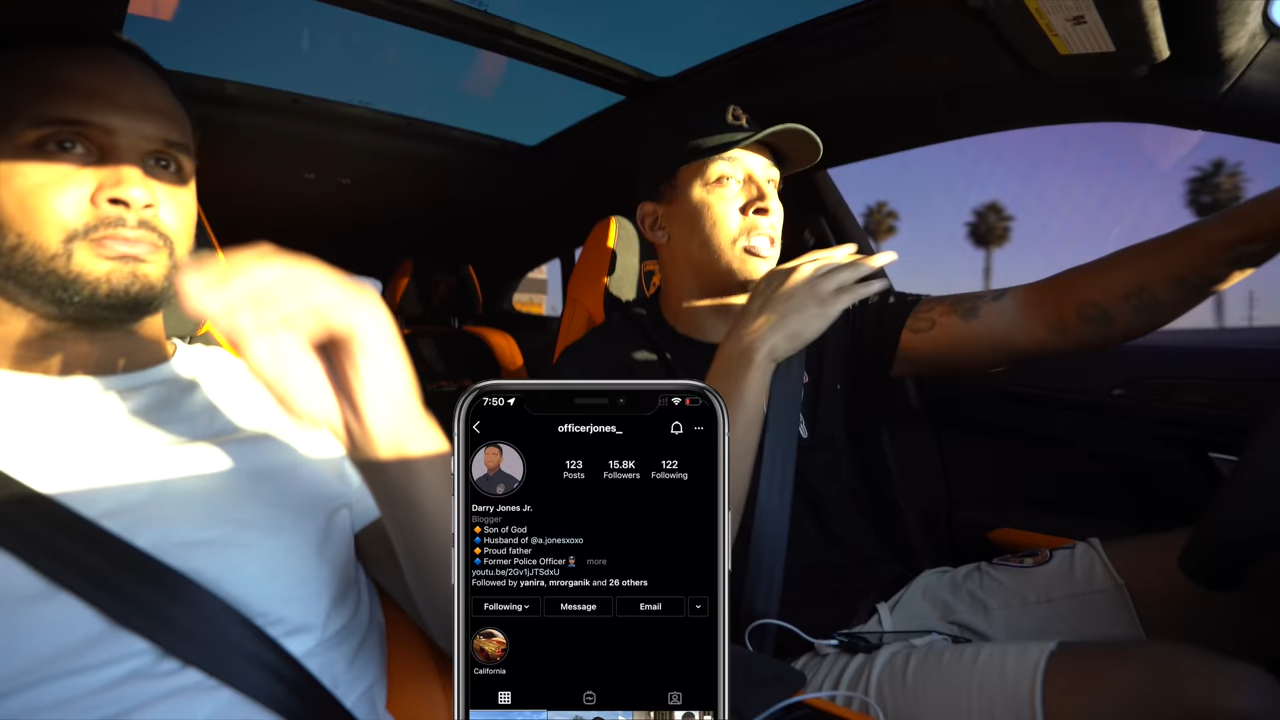 7:50
officerjones_
123 15.8K 122
Posts Followers Following
Darry Jones Jr.
Blogger
🔶 Son of God
🔷 Husband of @a.jonesxoxo
🔶 Proud father
🔷 Former Police Officer👮🏽‍♂️ more
youtu.be/2Gv1jJTSdxU
Followed by yanira, mrorganik and 26 others
Following Message Email
California